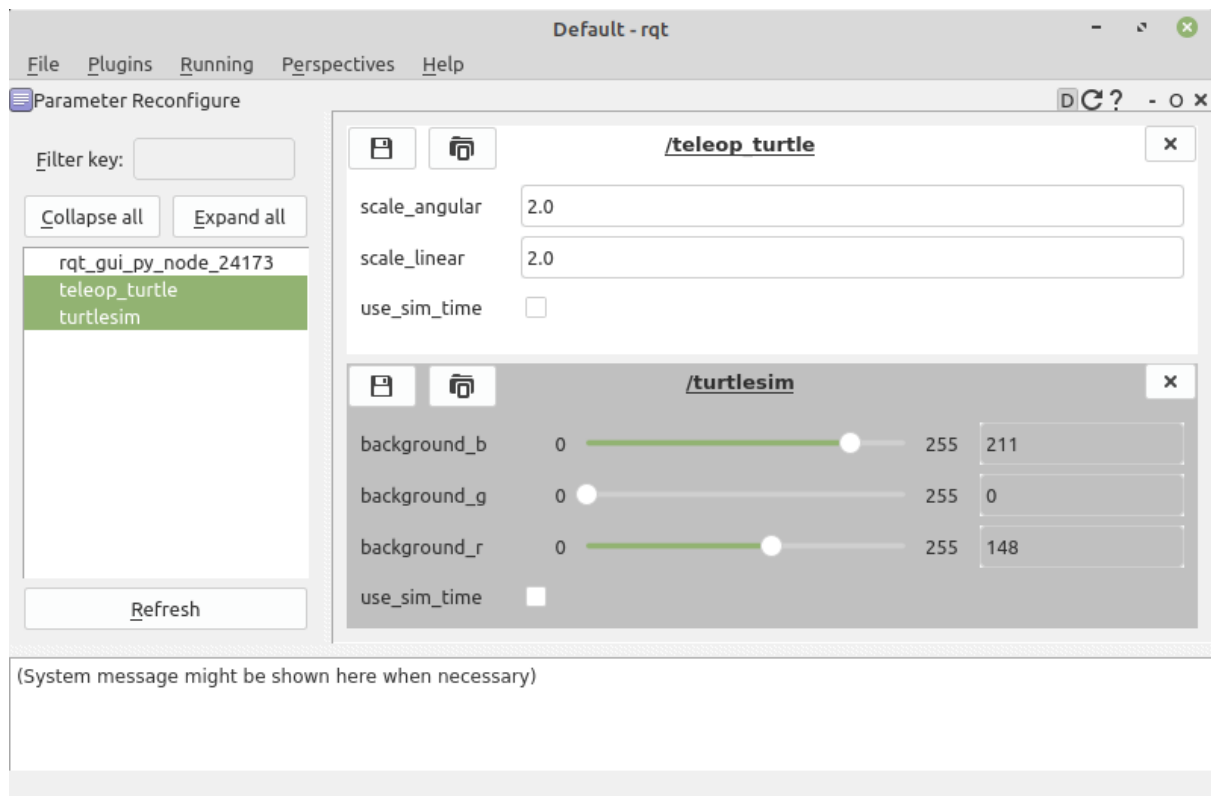 Default - rqt
File Plugins Running Perspectives Help
Parameter Reconfigure D C ? - O ×
Filter key:
Collapse all Expand all
rqt_gui_py_node_24173
teleop_turtle
turtlesim
Refresh
/teleop_turtle
scale_angular 2.0
scale_linear 2.0
use_sim_time
/turtlesim
background_b 0 255 211
background_g 0 255 0
background_r 0 255 148
use_sim_time
(System message might be shown here when necessary)